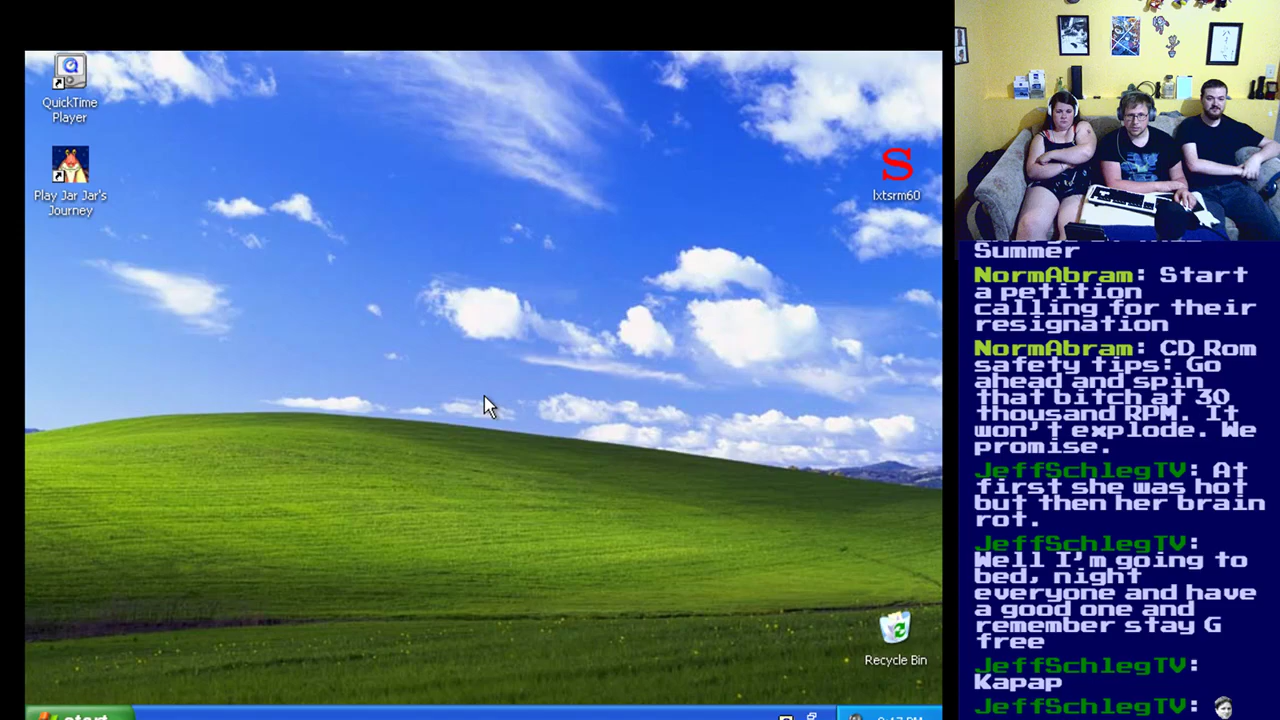 QuickTime
Player
Play Jar Jar's
Journey
S
lxtsrm60
Recycle Bin
start
Summer
NormAbram: Start
a petition
calling for their
resignation
NormAbram: CD Rom
safety tips: Go
ahead and spin
that bitch at 30
thousand RPM. It
won't explode. We
promise.
JeffSchlegTV: At
first she was hot
but then her brain
rot.
JeffSchlegTV:
Well I'm going to
bed, night
everyone and have
a good one and
remember stay G
free
JeffSchlegTV:
Kapap
JeffSchlegTV: